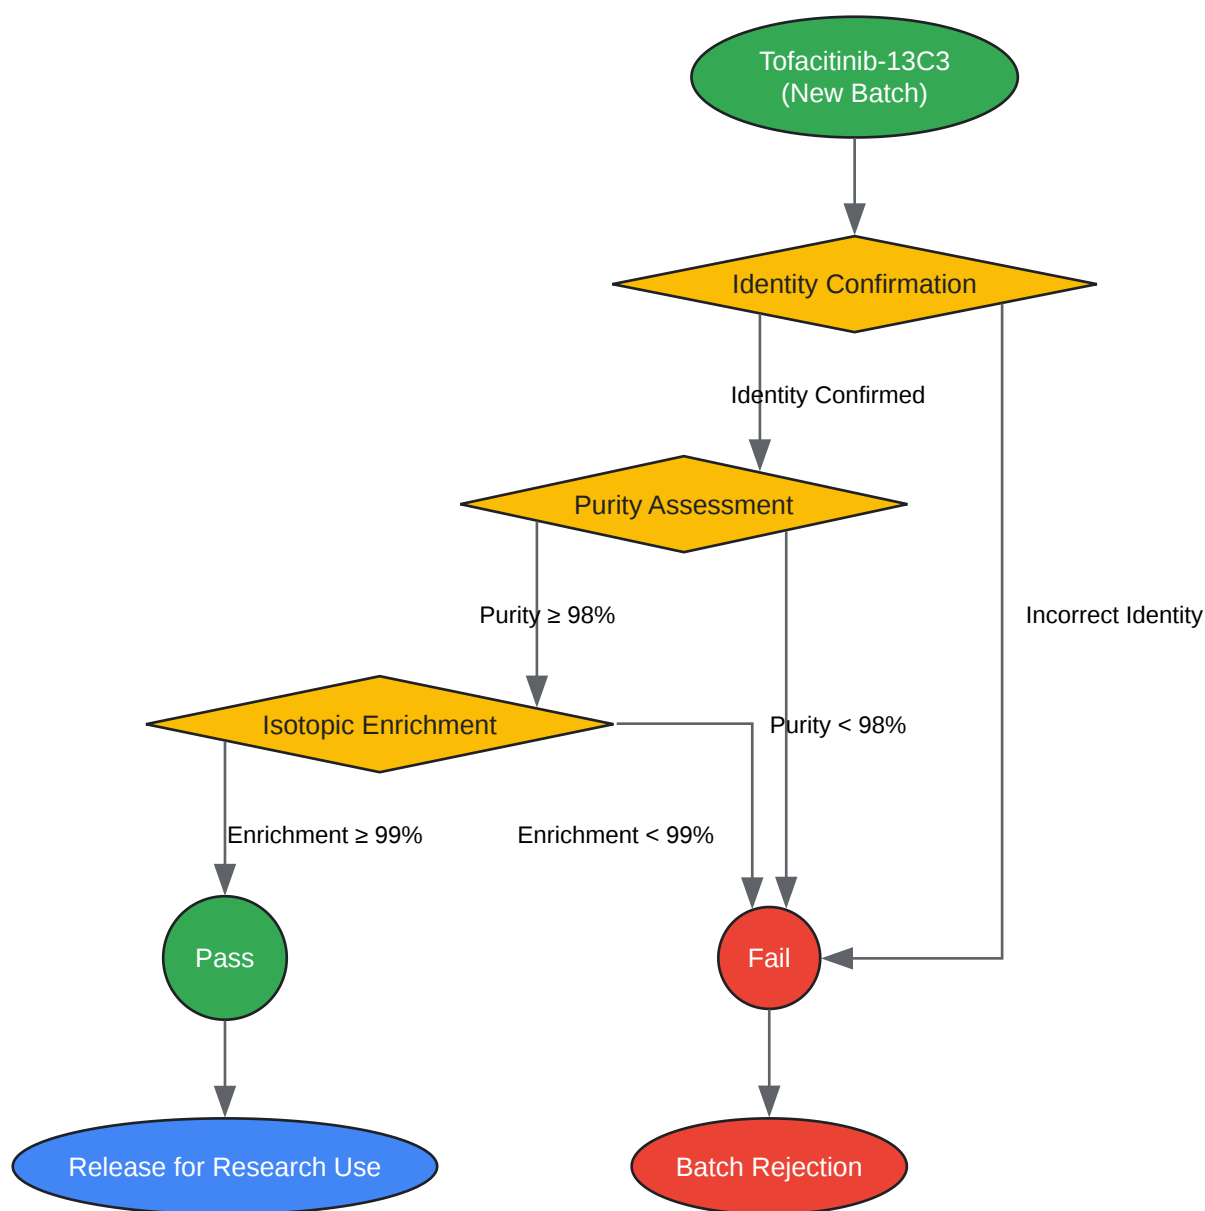 Tofacitinib-13C3
(New Batch)
Identity Confirmation
Identity Confirmed
Purity Assessment
Purity ≥ 98%
Incorrect Identity
Isotopic Enrichment
Purity < 98%
Enrichment ≥ 99%
Enrichment < 99%
Pass
Fail
Release for Research Use
Batch Rejection